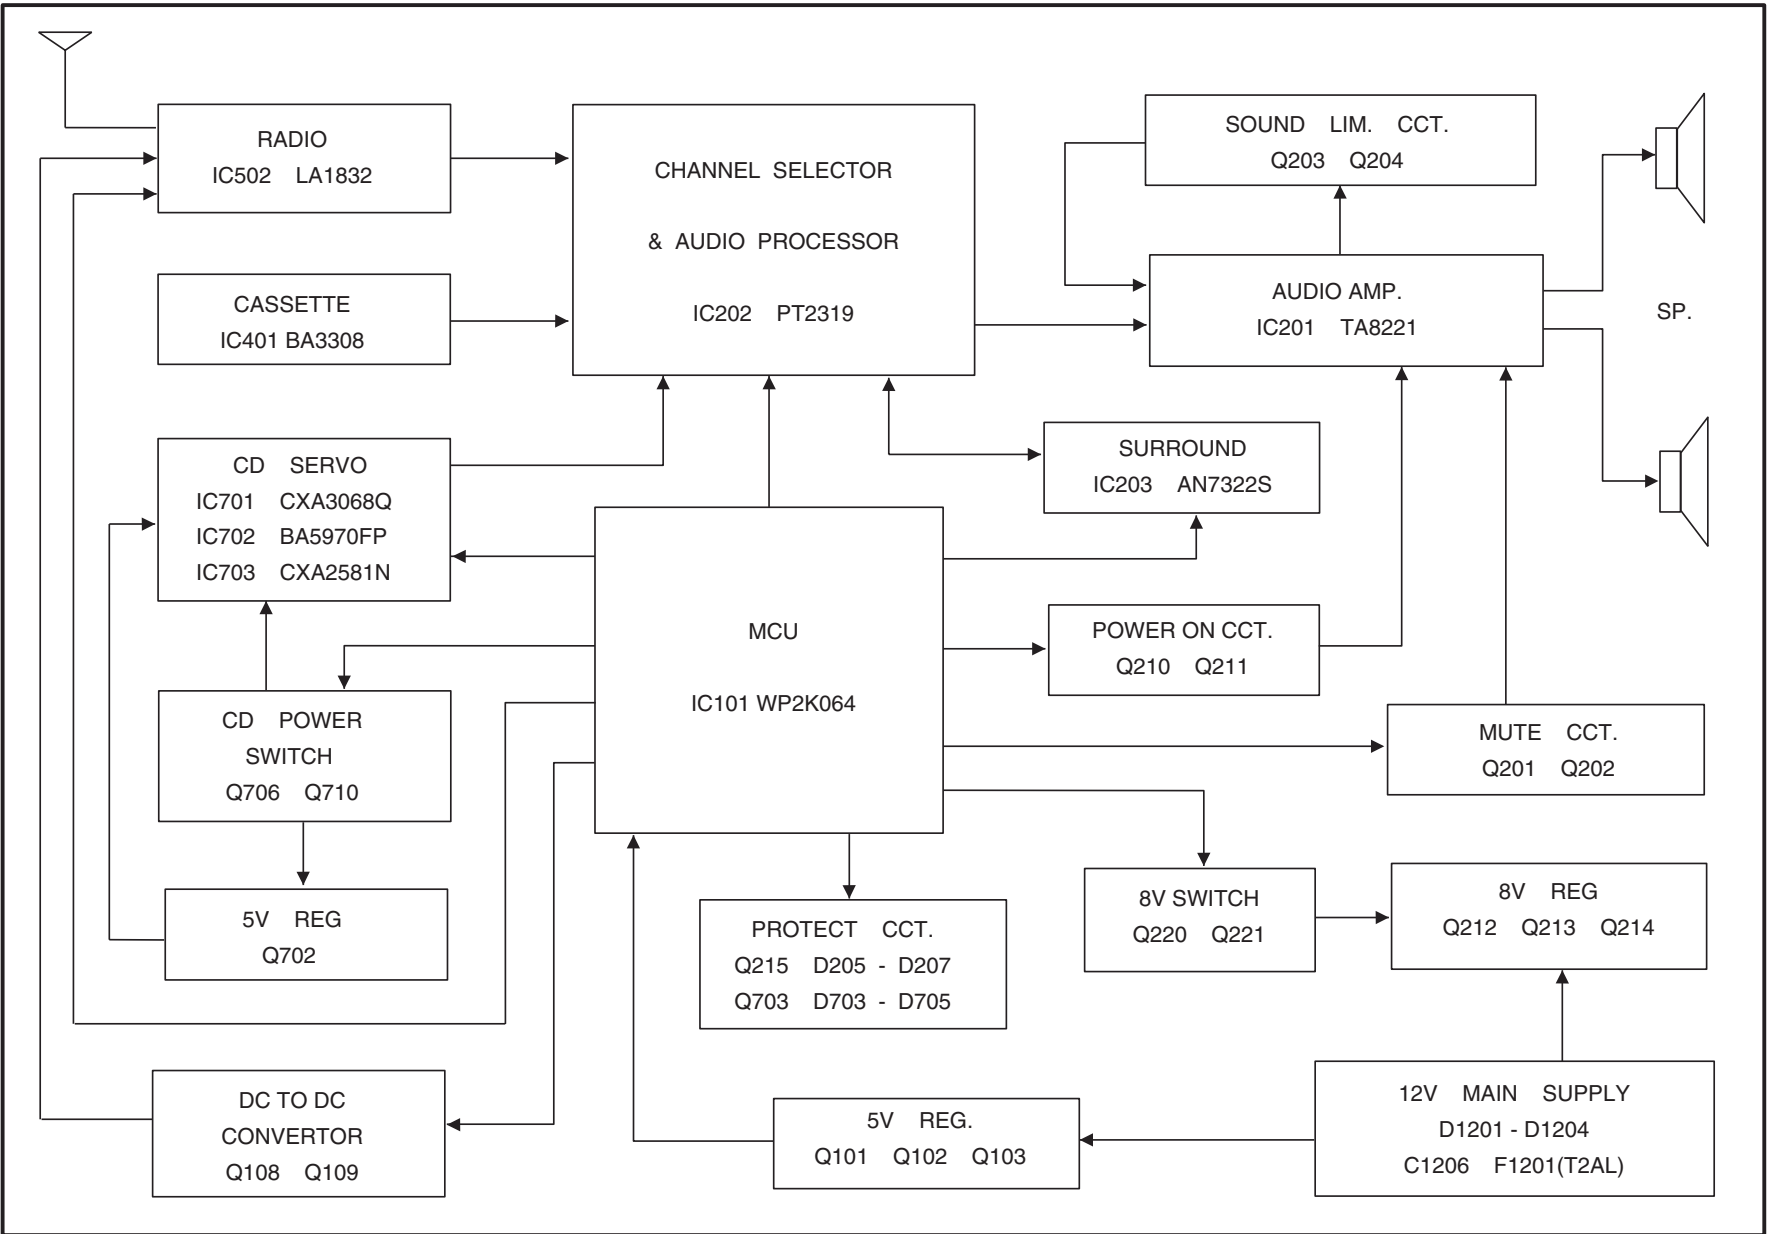 RADIO
IC502 LA1832
CASSETTE
IC401 BA3308
CHANNEL SELECTOR
& AUDIO PROCESSOR
IC202 PT2319
SOUND LIM. CCT.
Q203 Q204
AUDIO AMP.
IC201 TA8221
SP.
CD SERVO
IC701 CXA3068Q
IC702 BA5970FP
IC703 CXA2581N
SURROUND
IC203 AN7322S
MCU
IC101 WP2K064
POWER ON CCT.
Q210 Q211
CD POWER
SWITCH
Q706 Q710
MUTE CCT.
Q201 Q202
5V REG
Q702
PROTECT CCT.
Q215 D205 - D207
Q703 D703 - D705
8V SWITCH
Q220 Q221
8V REG
Q212 Q213 Q214
DC TO DC
CONVERTOR
Q108 Q109
5V REG.
Q101 Q102 Q103
12V MAIN SUPPLY
D1201 - D1204
C1206 F1201(T2AL)